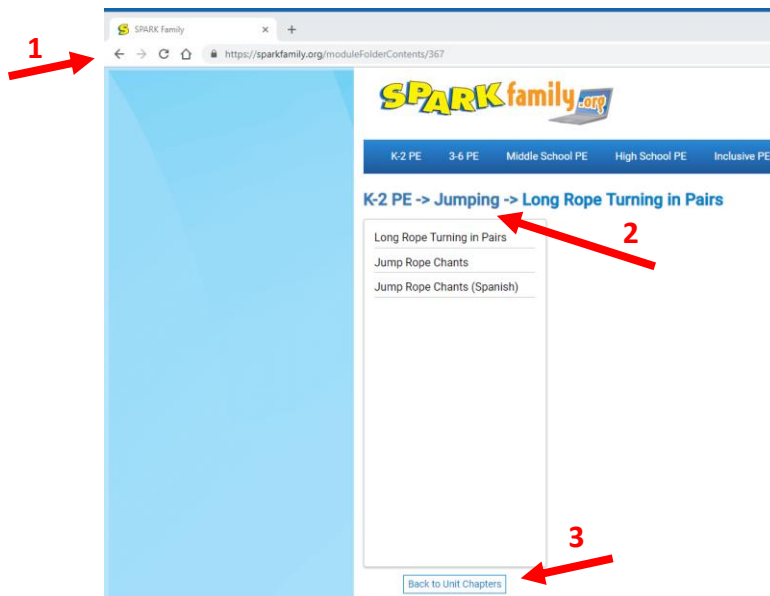 SPARK Family
1
https://sparkfamily.org/moduleFolderContents/367
SPARK family.org
K-2 PE 3-6 PE Middle School PE High School PE Inclusive PE
K-2 PE -> Jumping -> Long Rope Turning in Pairs
2
Long Rope Turning in Pairs
Jump Rope Chants
Jump Rope Chants (Spanish)
3
Back to Unit Chapters